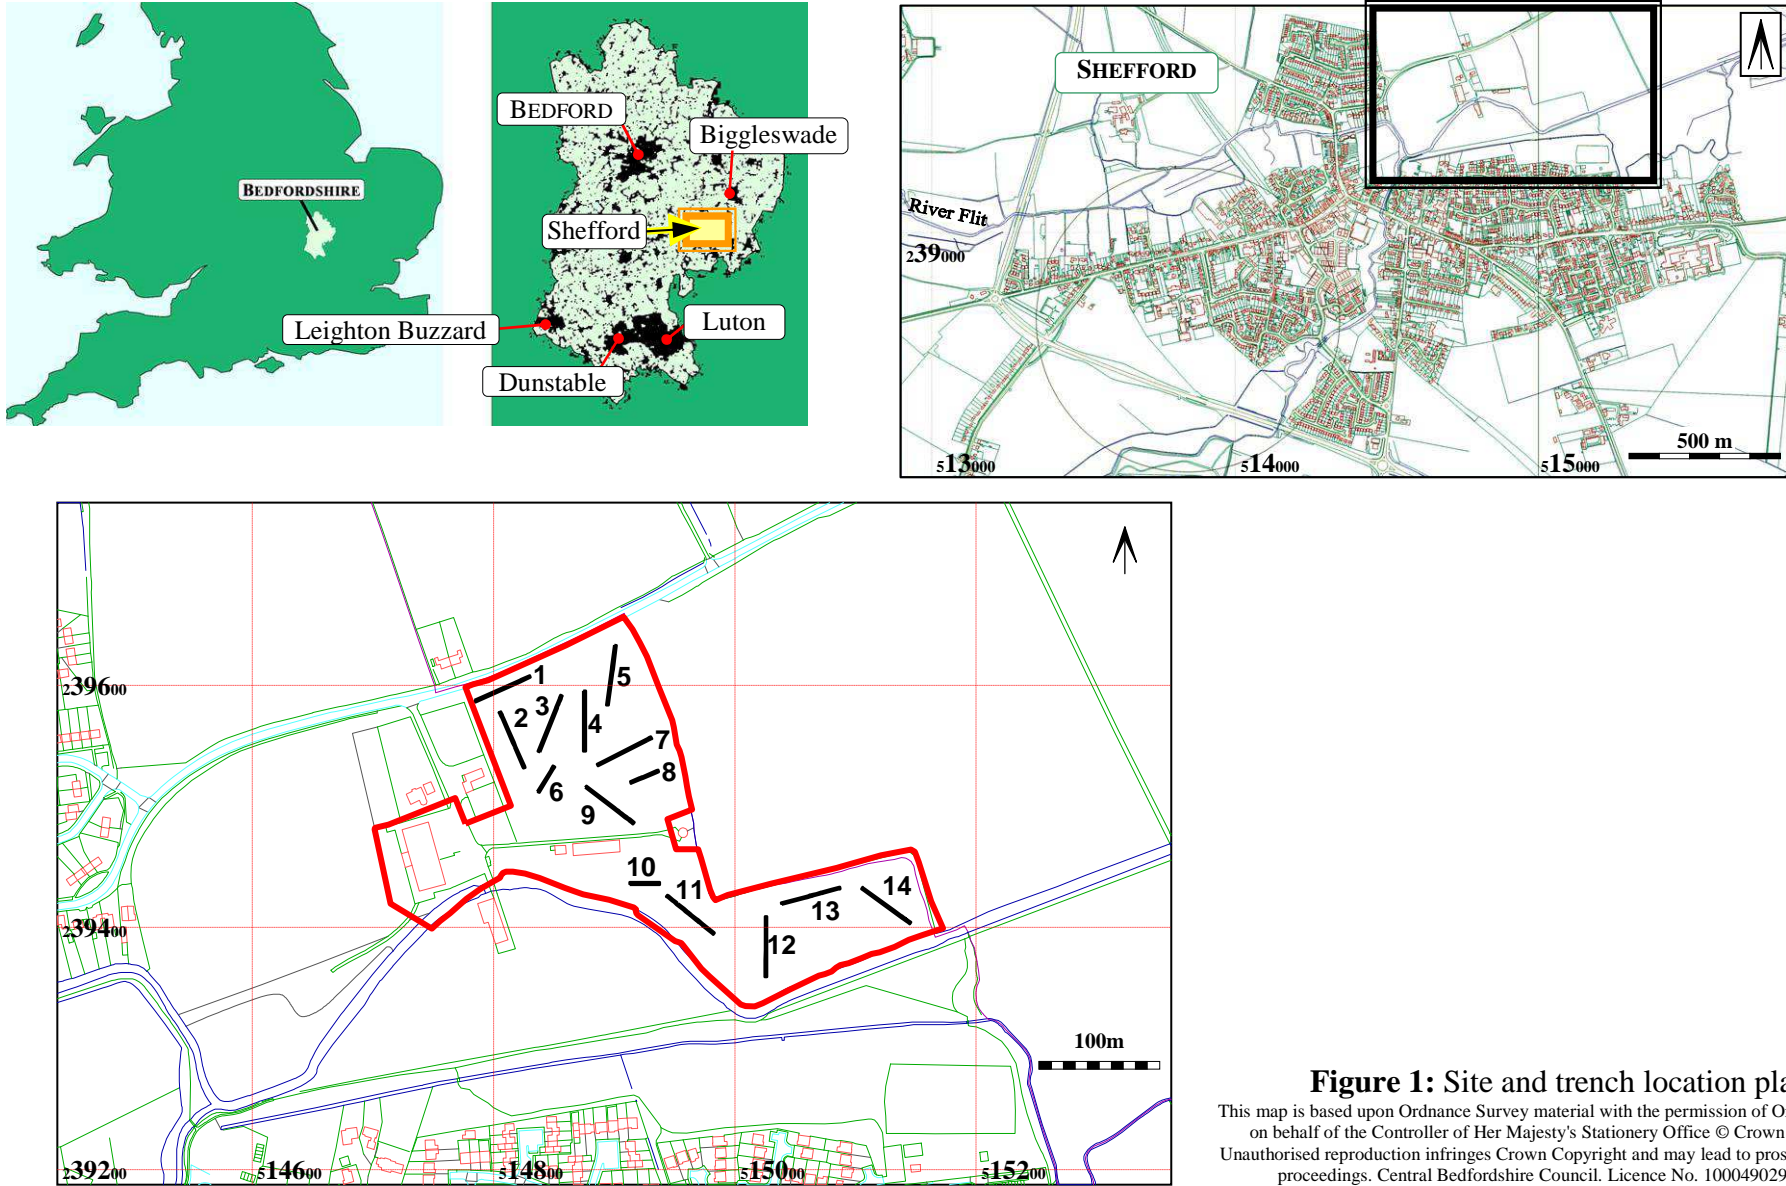 BEDFORDSHIRE
BEDFORD
Biggleswade
Shefford
Leighton Buzzard
Luton
Dunstable
SHEFFORD
River Flit
239000
513000
514000
515000
500 m
1
2
3
4
5
6
7
8
9
10
11
12
13
14
239600
239400
239200
514600
514800
515000
515200
100m
Figure 1: Site and trench location pla
This map is based upon Ordnance Survey material with the permission of O
on behalf of the Controller of Her Majesty's Stationery Office © Crown
Unauthorised reproduction infringes Crown Copyright and may lead to pros
proceedings. Central Bedfordshire Council. Licence No. 100049029